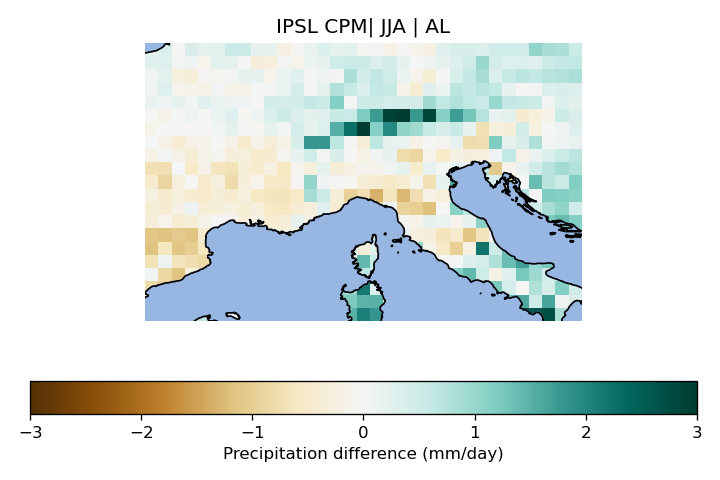 IPSL CPM| JJA | AL
−3 −2 −1 0 1 2 3
Precipitation difference (mm/day)